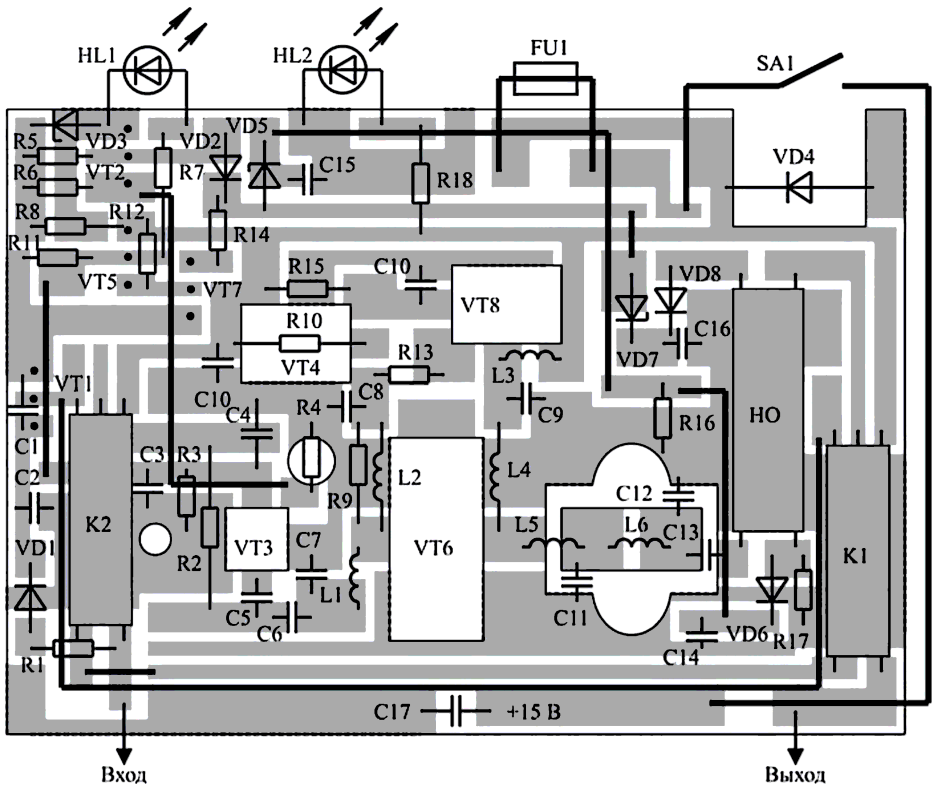 HL1
HL2
FU1
SA1
R5
VD3
VD2
VD5
R6
VT2
R7
C15
R18
VD4
R8
R12
R11
R14
VT5
VT7
R15
C10
VT8
VD8
R10
VT4
C16
VD7
R13
L3
VT1
C10
C8
C9
C1
C4
R4
R16
HO
C2
C3
R3
R9
L2
L4
K2
C12
VD1
R2
VT3
C7
VT6
L5
L6
C13
K1
L1
C5
C6
C11
VD6
R17
R1
C14
C17
+15 В
Вход
Выход